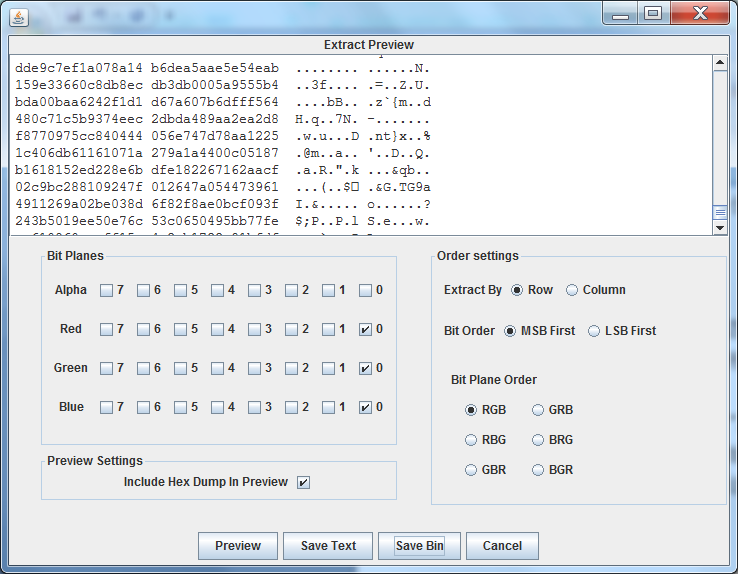 Extract Preview
dde9c7ef1a078a14 b6dea5aae5e54eab ........ ......N.
159e33660c8db8ec db3db0005a9555b4 ..3f.... .=..Z.U.
bda00baa6242f1d1 d67a607b6dfff564 ....bB.. .z`{m..d
480c71c5b9374eec 2dbda489aa2ea2d8 H.q..7N. -.......
f8770975cc840444 056e747d78aa1225 .w.u...D .nt}x..%
1c406db61161071a 279a1a4400c05187 .@m..a.. '..D..Q.
b1618152ed228e6b dfe182267162aacf .a.R.".k ...&qb..
02c9bc288109247f 012647a054473961 ...(..$□ .&G.TG9a
4911269a02be038d 6f82f8ae0bcf093f I.&..... o......?
243b5019ee50e76c 53c0650495bb77fe $;P..P.l S.e...w.
Bit Planes
Alpha 7 6 5 4 3 2 1 0
Red 7 6 5 4 3 2 1 0
Green 7 6 5 4 3 2 1 0
Blue 7 6 5 4 3 2 1 0
Preview Settings
Include Hex Dump In Preview
Order settings
Extract By Row Column
Bit Order MSB First LSB First
Bit Plane Order
RGB GRB
RBG BRG
GBR BGR
Preview Save Text Save Bin Cancel